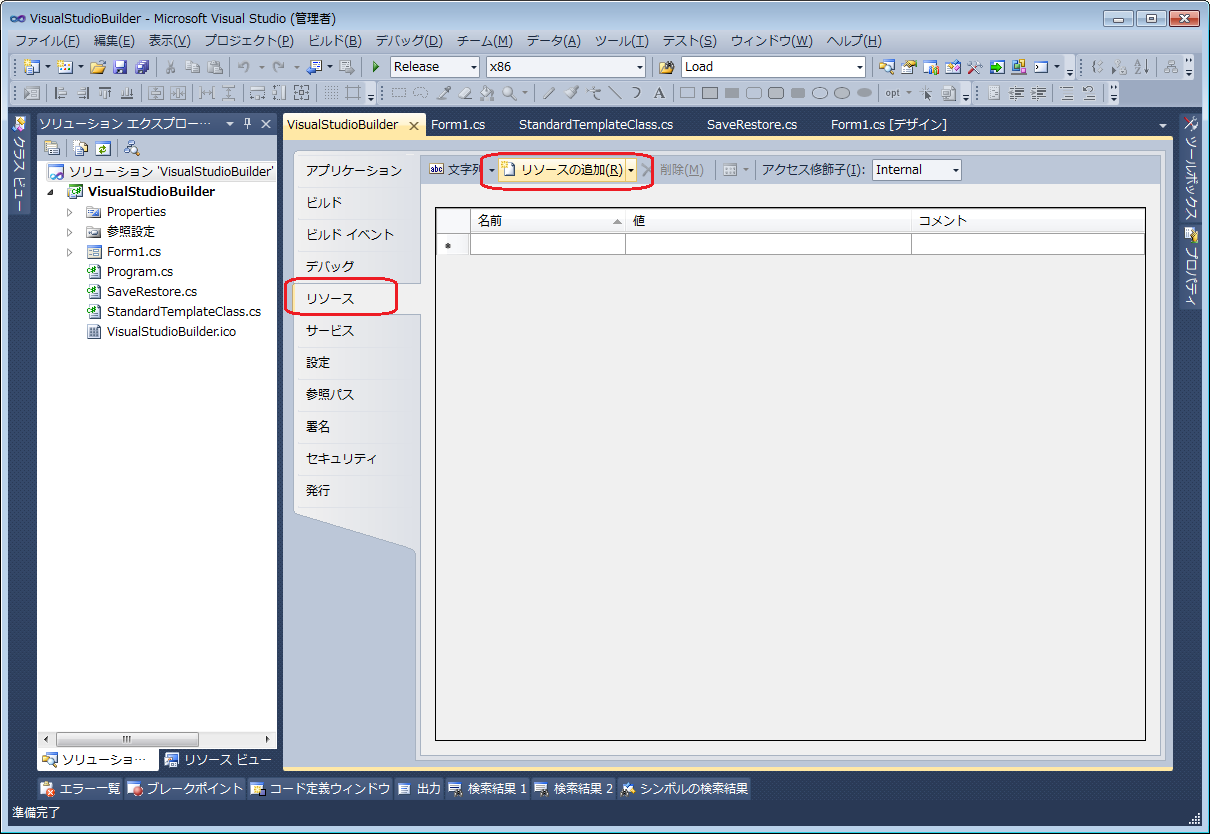 VisualStudioBuilder - Microsoft Visual Studio (管理者)
ファイル(F) 編集(E) 表示(V) プロジェクト(P) ビルド(B) デバッグ(D) チーム(M) データ(A) ツール(T) テスト(S) ウィンドウ(W) ヘルプ(H)
Release x86 Load
A opt
クラス ビュー
ソリューション エクスプロー…
ソリューション 'VisualStudioBuilder'
VisualStudioBuilder
Properties
参照設定
Form1.cs
Program.cs
SaveRestore.cs
StandardTemplateClass.cs
VisualStudioBuilder.ico
ソリューショ… リソース ビュー
VisualStudioBuilder Form1.cs StandardTemplateClass.cs SaveRestore.cs Form1.cs [デザイン]
アプリケーション
ビルド
ビルド イベント
デバッグ
リソース
サービス
設定
参照パス
署名
セキュリティ
発行
abc 文字列 リソースの追加(R) 削除(M) アクセス修飾子(I): Internal
名前 値 コメント
ツールボックス
プロパティ
エラー一覧 ブレークポイント コード定義ウィンドウ 出力 検索結果 1 検索結果 2 シンボルの検索結果
準備完了